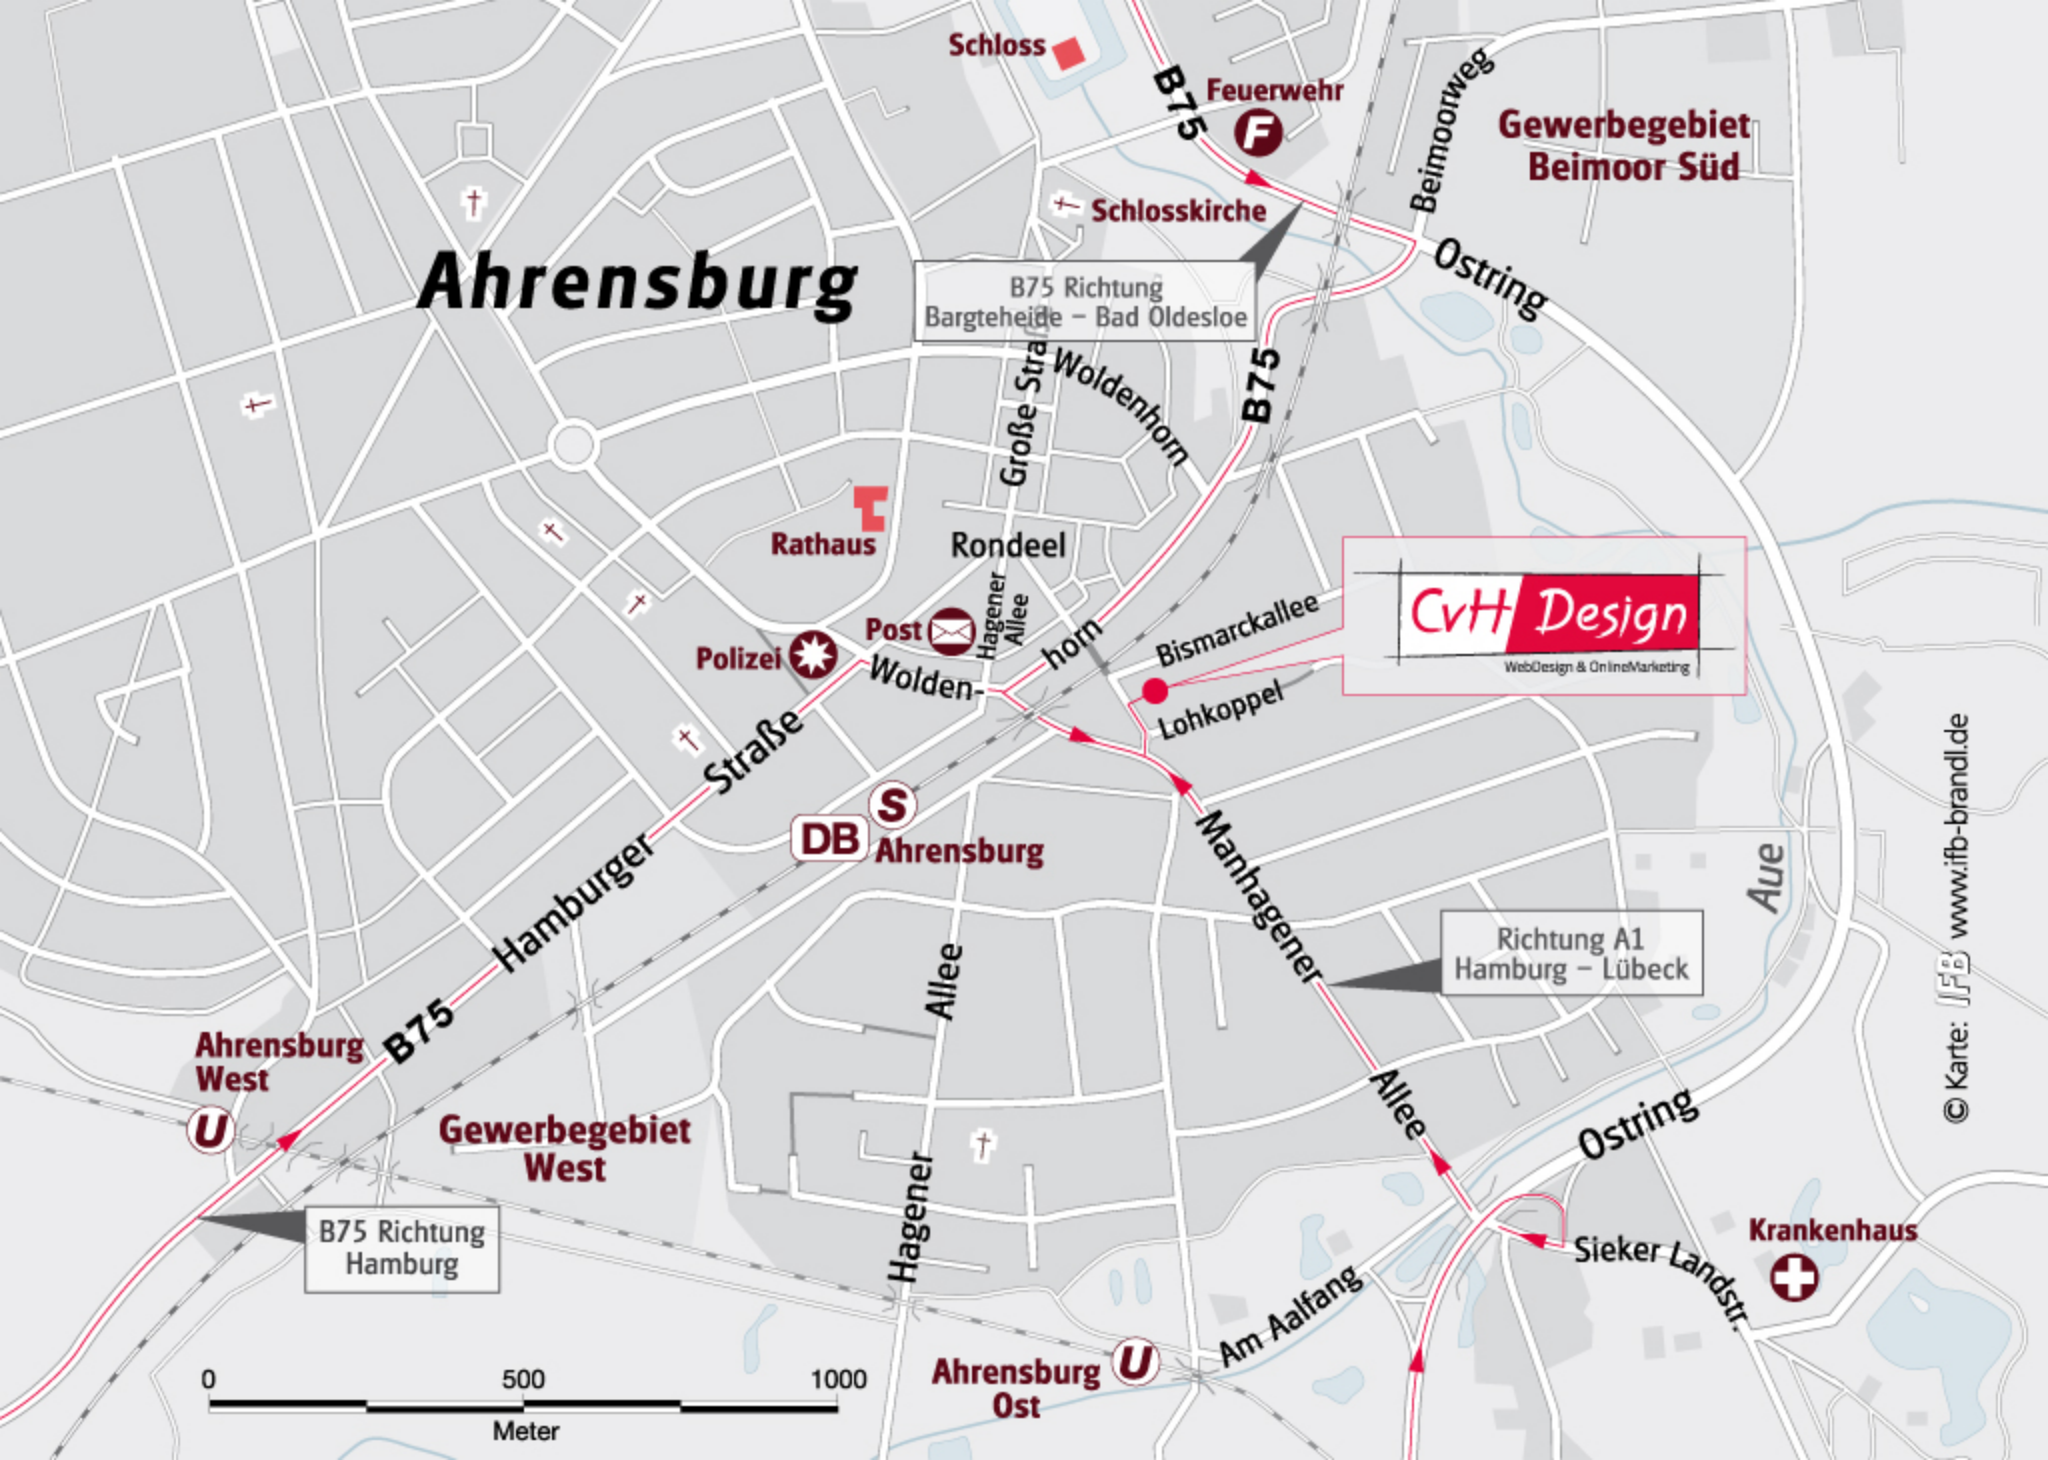 Schloss
B75
Feuerwehr
F
Beimoorweg
Gewerbegebiet
Beimoor Süd
Schlosskirche
Ahrensburg
B75 Richtung
Bargteheide – Bad Oldesloe
Ostring
Große Straße
Woldenhorn
B75
Rathaus
Rondeel
Hagener
Allee
Post
Polizei
Wolden-
horn
Bismarckallee
Lohkoppel
CvH Design
WebDesign & OnlineMarketing
Straße
Hamburger
B75
S
DB
Ahrensburg
Manhagener
Allee
Aue
Richtung A1
Hamburg – Lübeck
© Karte: IFB www.ifb-brandl.de
Allee
Hagener
Ahrensburg
West
U
Gewerbegebiet
West
B75 Richtung
Hamburg
Ostring
Sieker Landstr.
Krankenhaus
Am Aalfang
Ahrensburg
Ost
U
0 500 1000
Meter